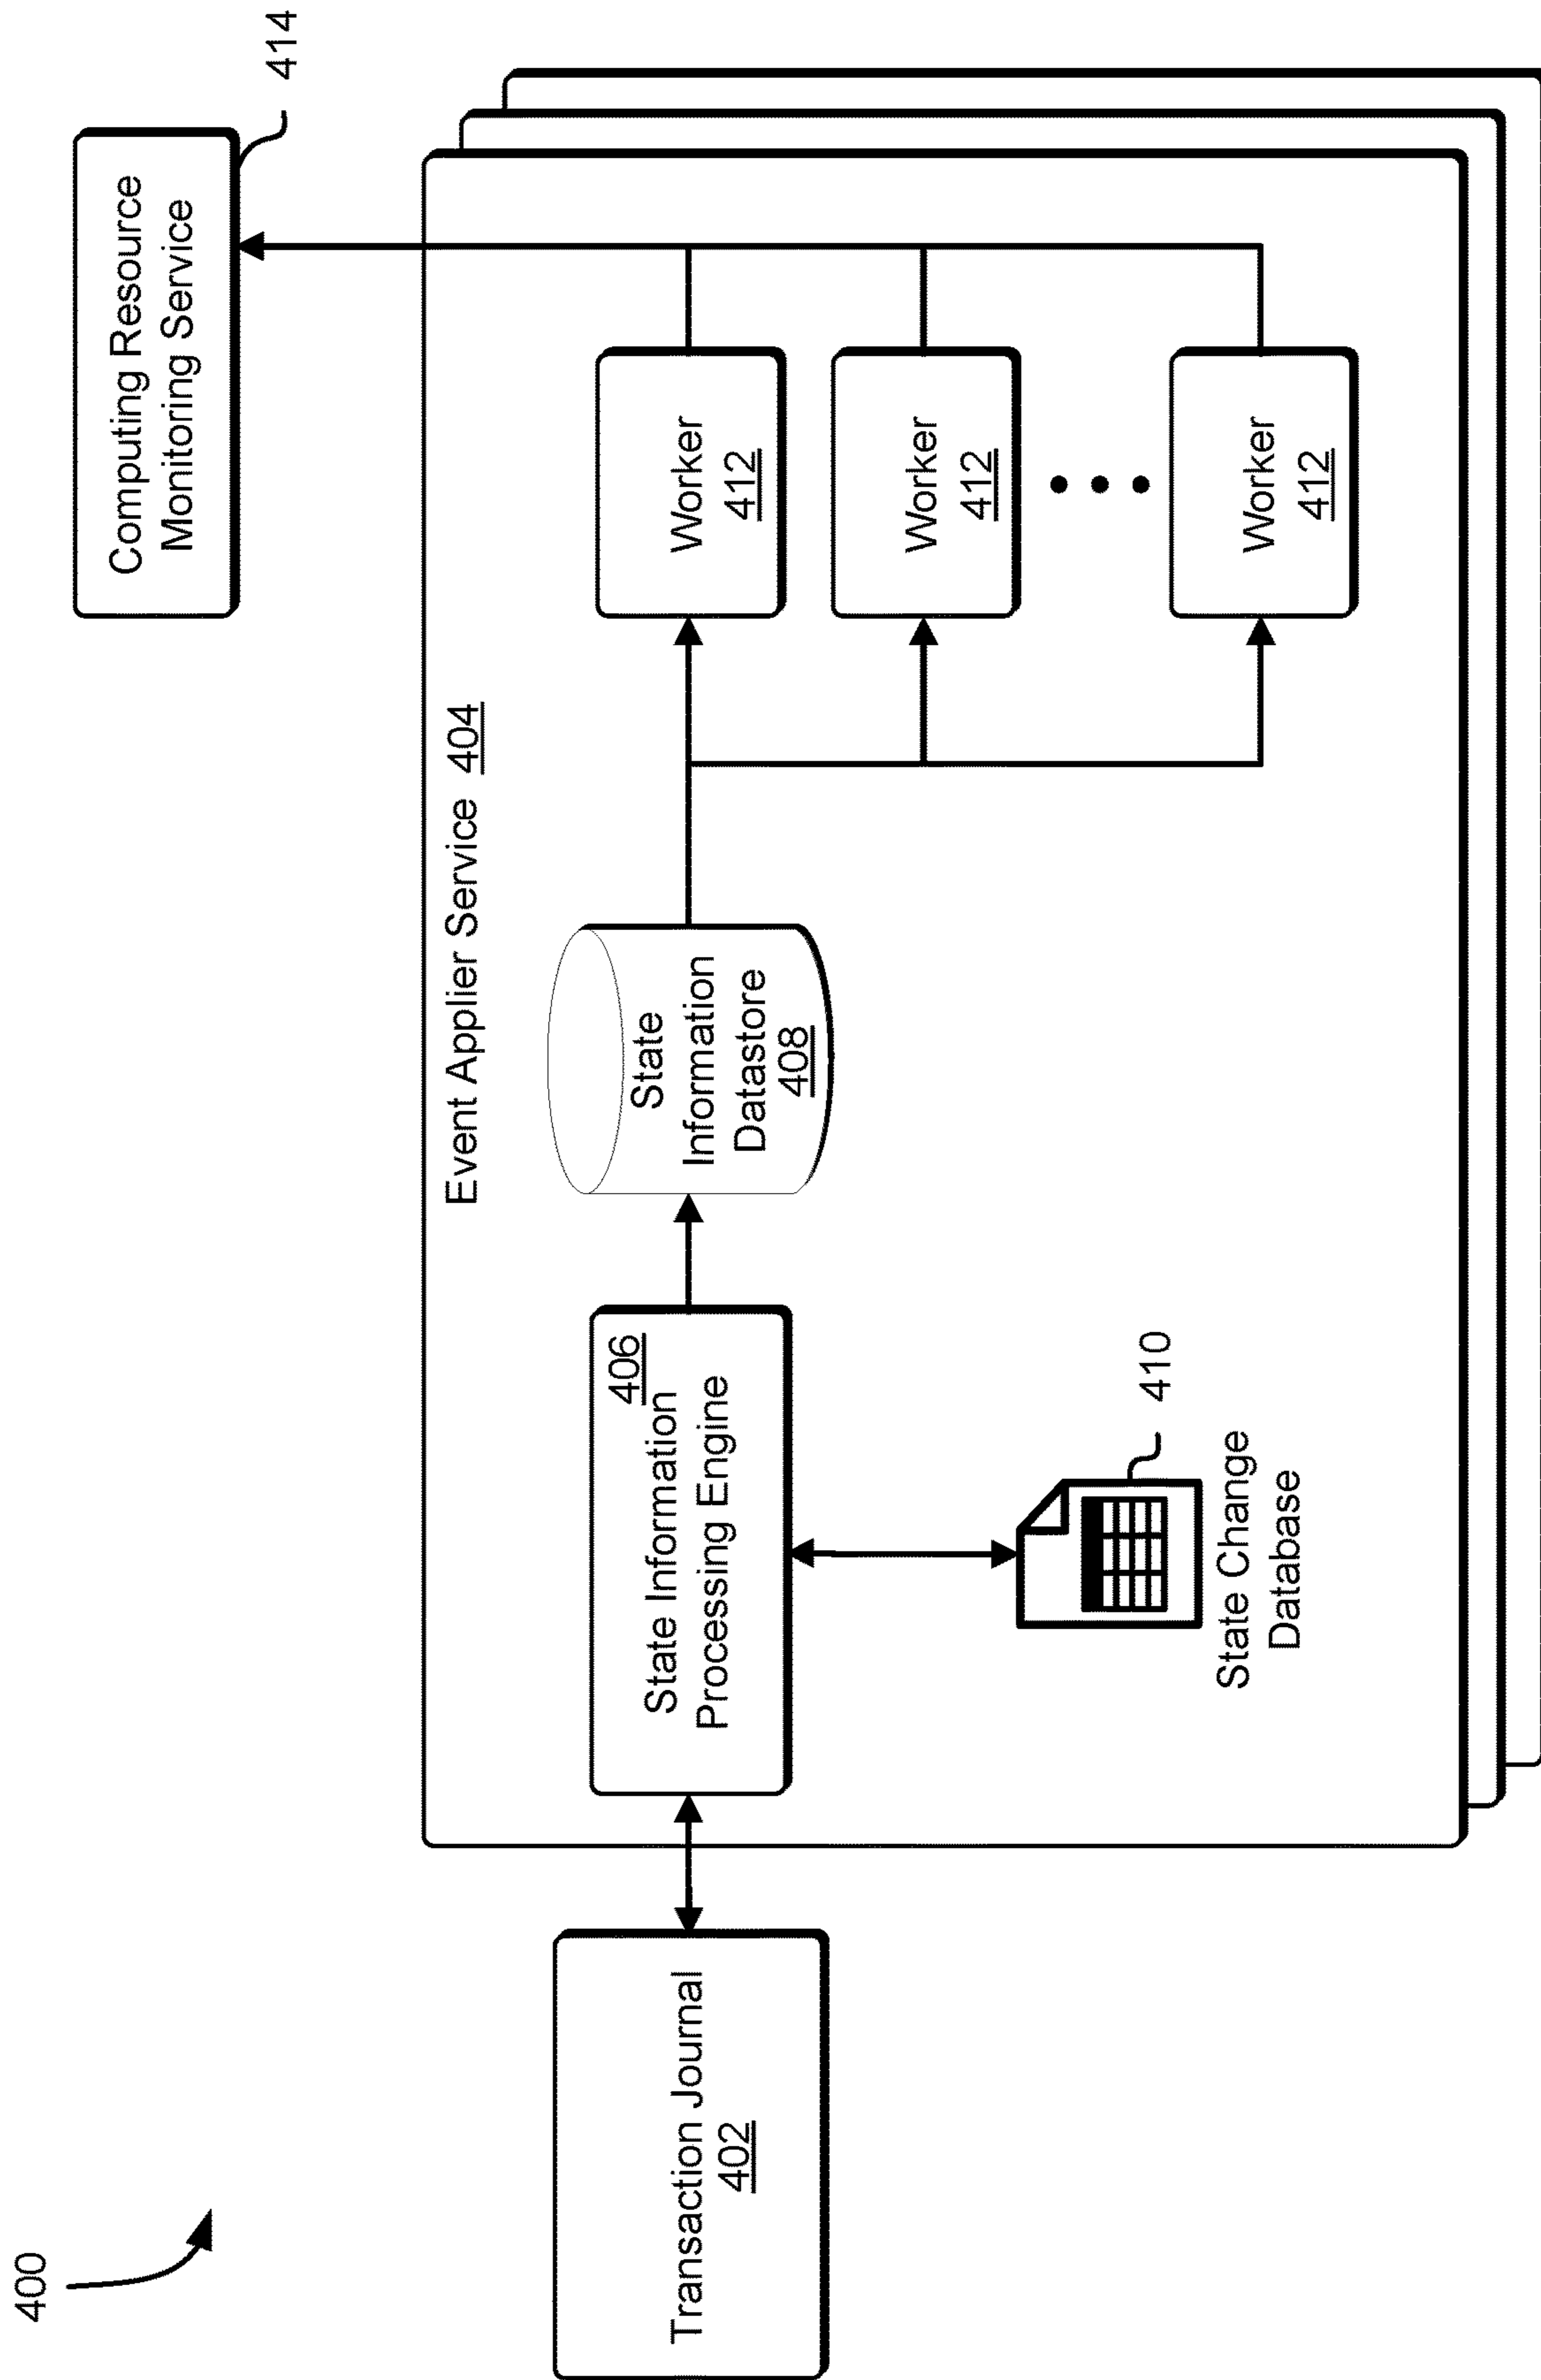 400
Transaction Journal
402
Event Applier Service 404
406
State Information
Processing Engine
410
State Change
Database
State
Information
Datastore
408
Worker
412
Worker
412
Worker
412
Computing Resource
Monitoring Service
414